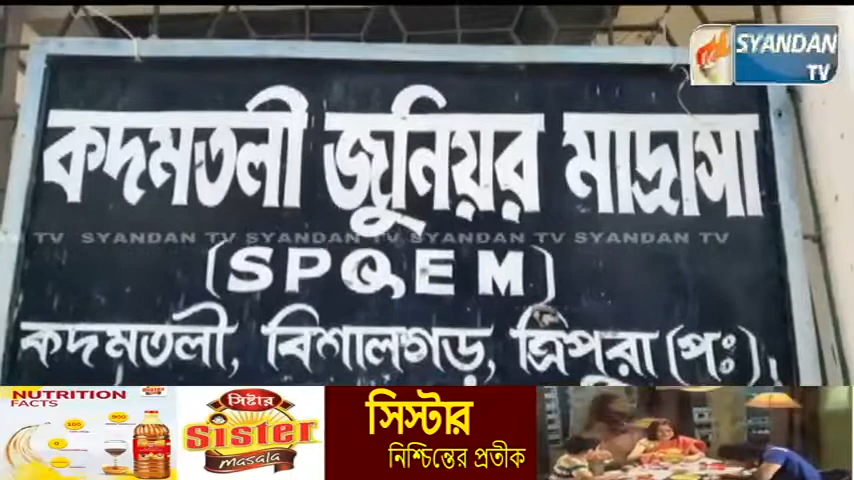 SYANDAN
TV
কদমতলী জুনিয়র মাদ্রাসা
TV SYANDAN TV SYANDAN TV SYANDAN TV SYANDAN TV
(SPQEM)
কদমতলী, বিশালগড়, ত্রিপুরা (পঃ)।
NUTRITION
FACTS
সিষ্টার
SISTER
masala
সিস্টার
নিশ্চিন্তের প্রতীক